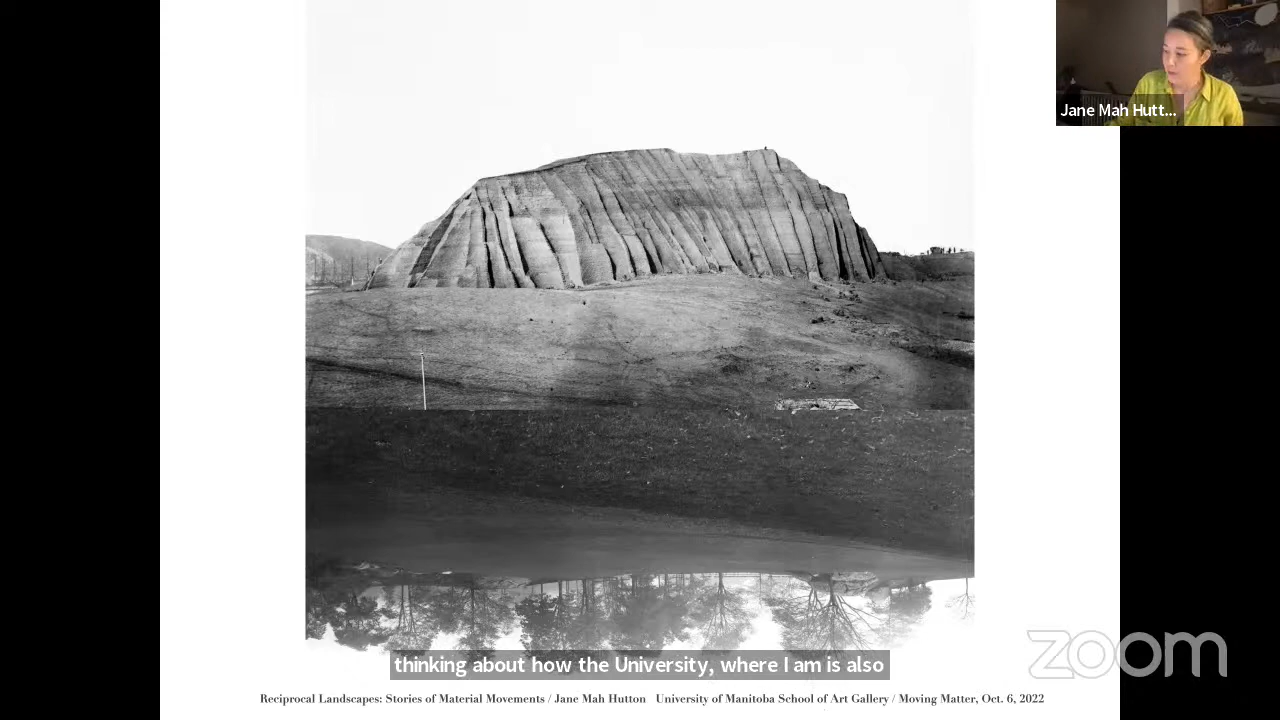 Jane Mah Hutt...
thinking about how the University, where I am is also
zoom
Reciprocal Landscapes: Stories of Material Movements / Jane Mah Hutton University of Manitoba School of Art Gallery / Moving Matter, Oct. 6, 2022